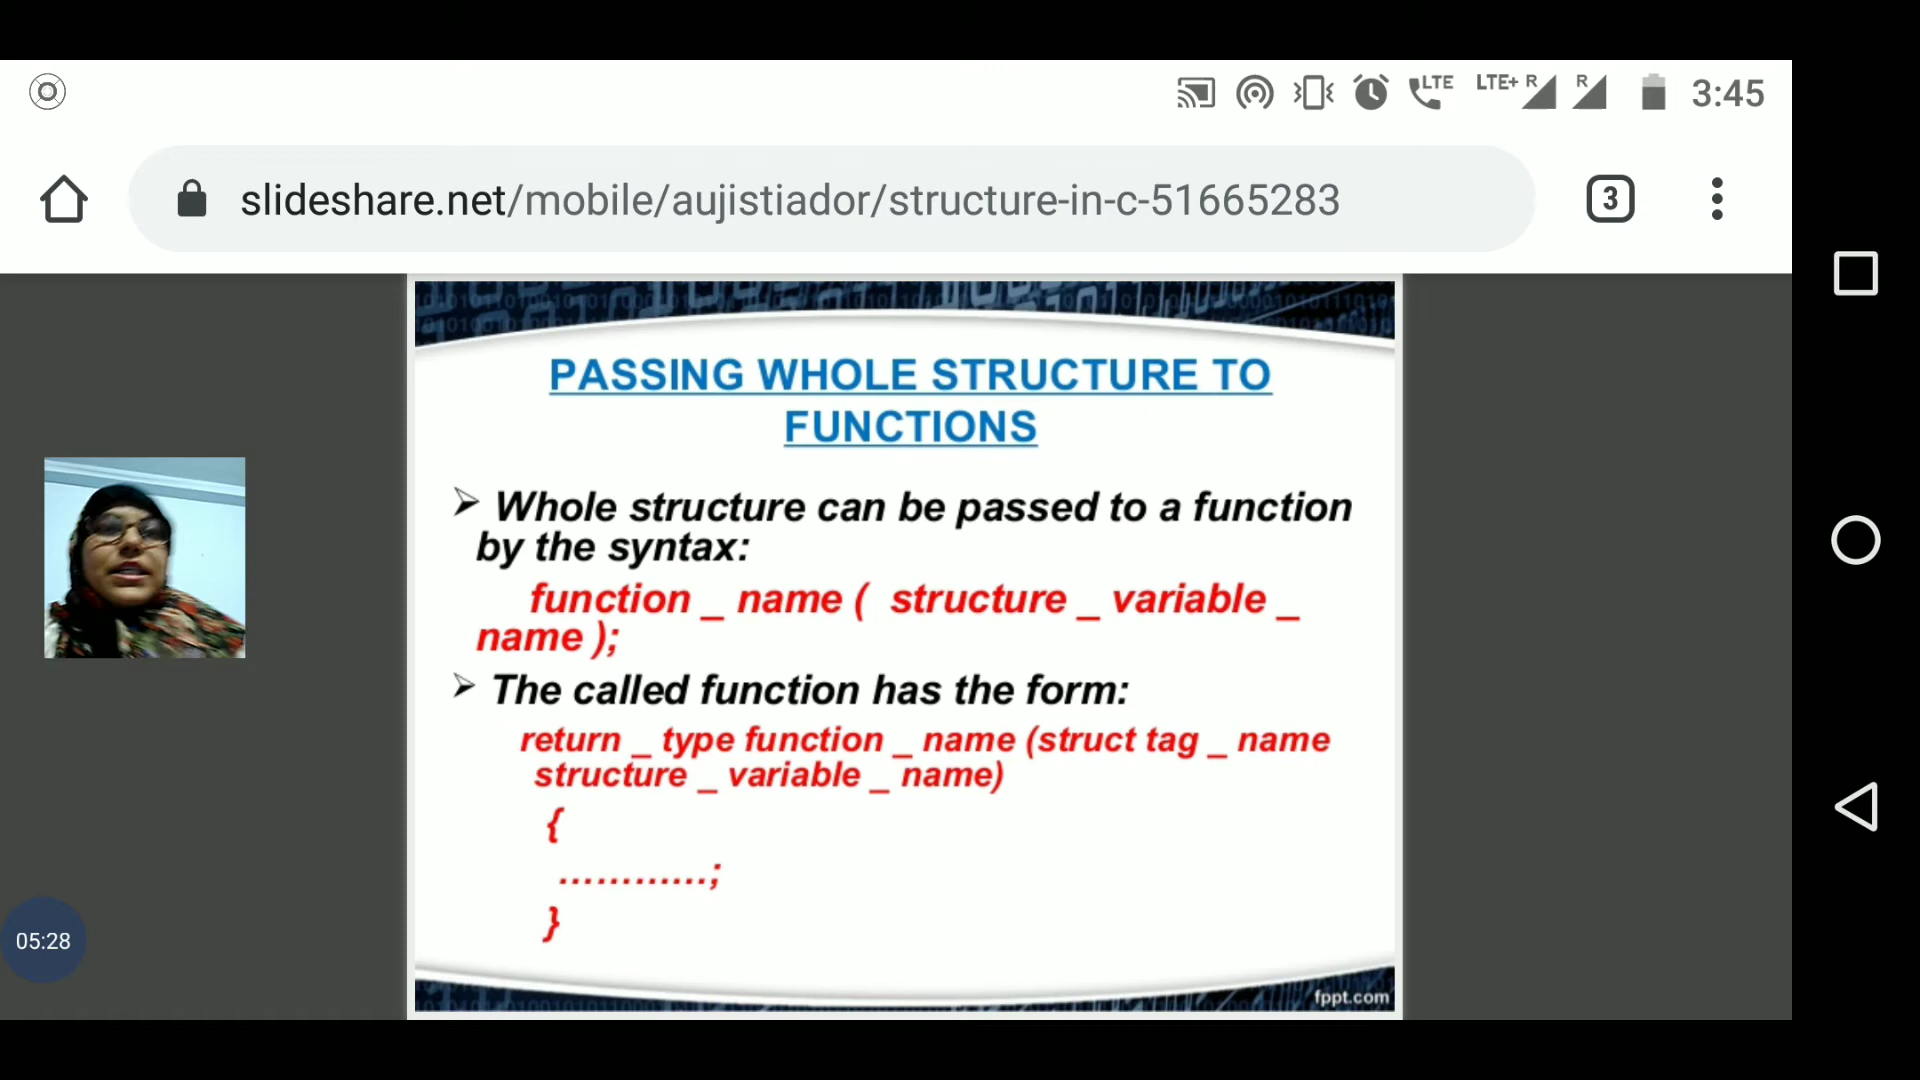 LTE LTE+ R R 3:45
slideshare.net/mobile/aujistiador/structure-in-c-51665283 3
PASSING WHOLE STRUCTURE TO
FUNCTIONS
Whole structure can be passed to a function
by the syntax:
function _ name ( structure _ variable _
name );
The called function has the form:
return _ type function _ name (struct tag _ name
structure _ variable _ name)
{
............;
}
05:28
fppt.com